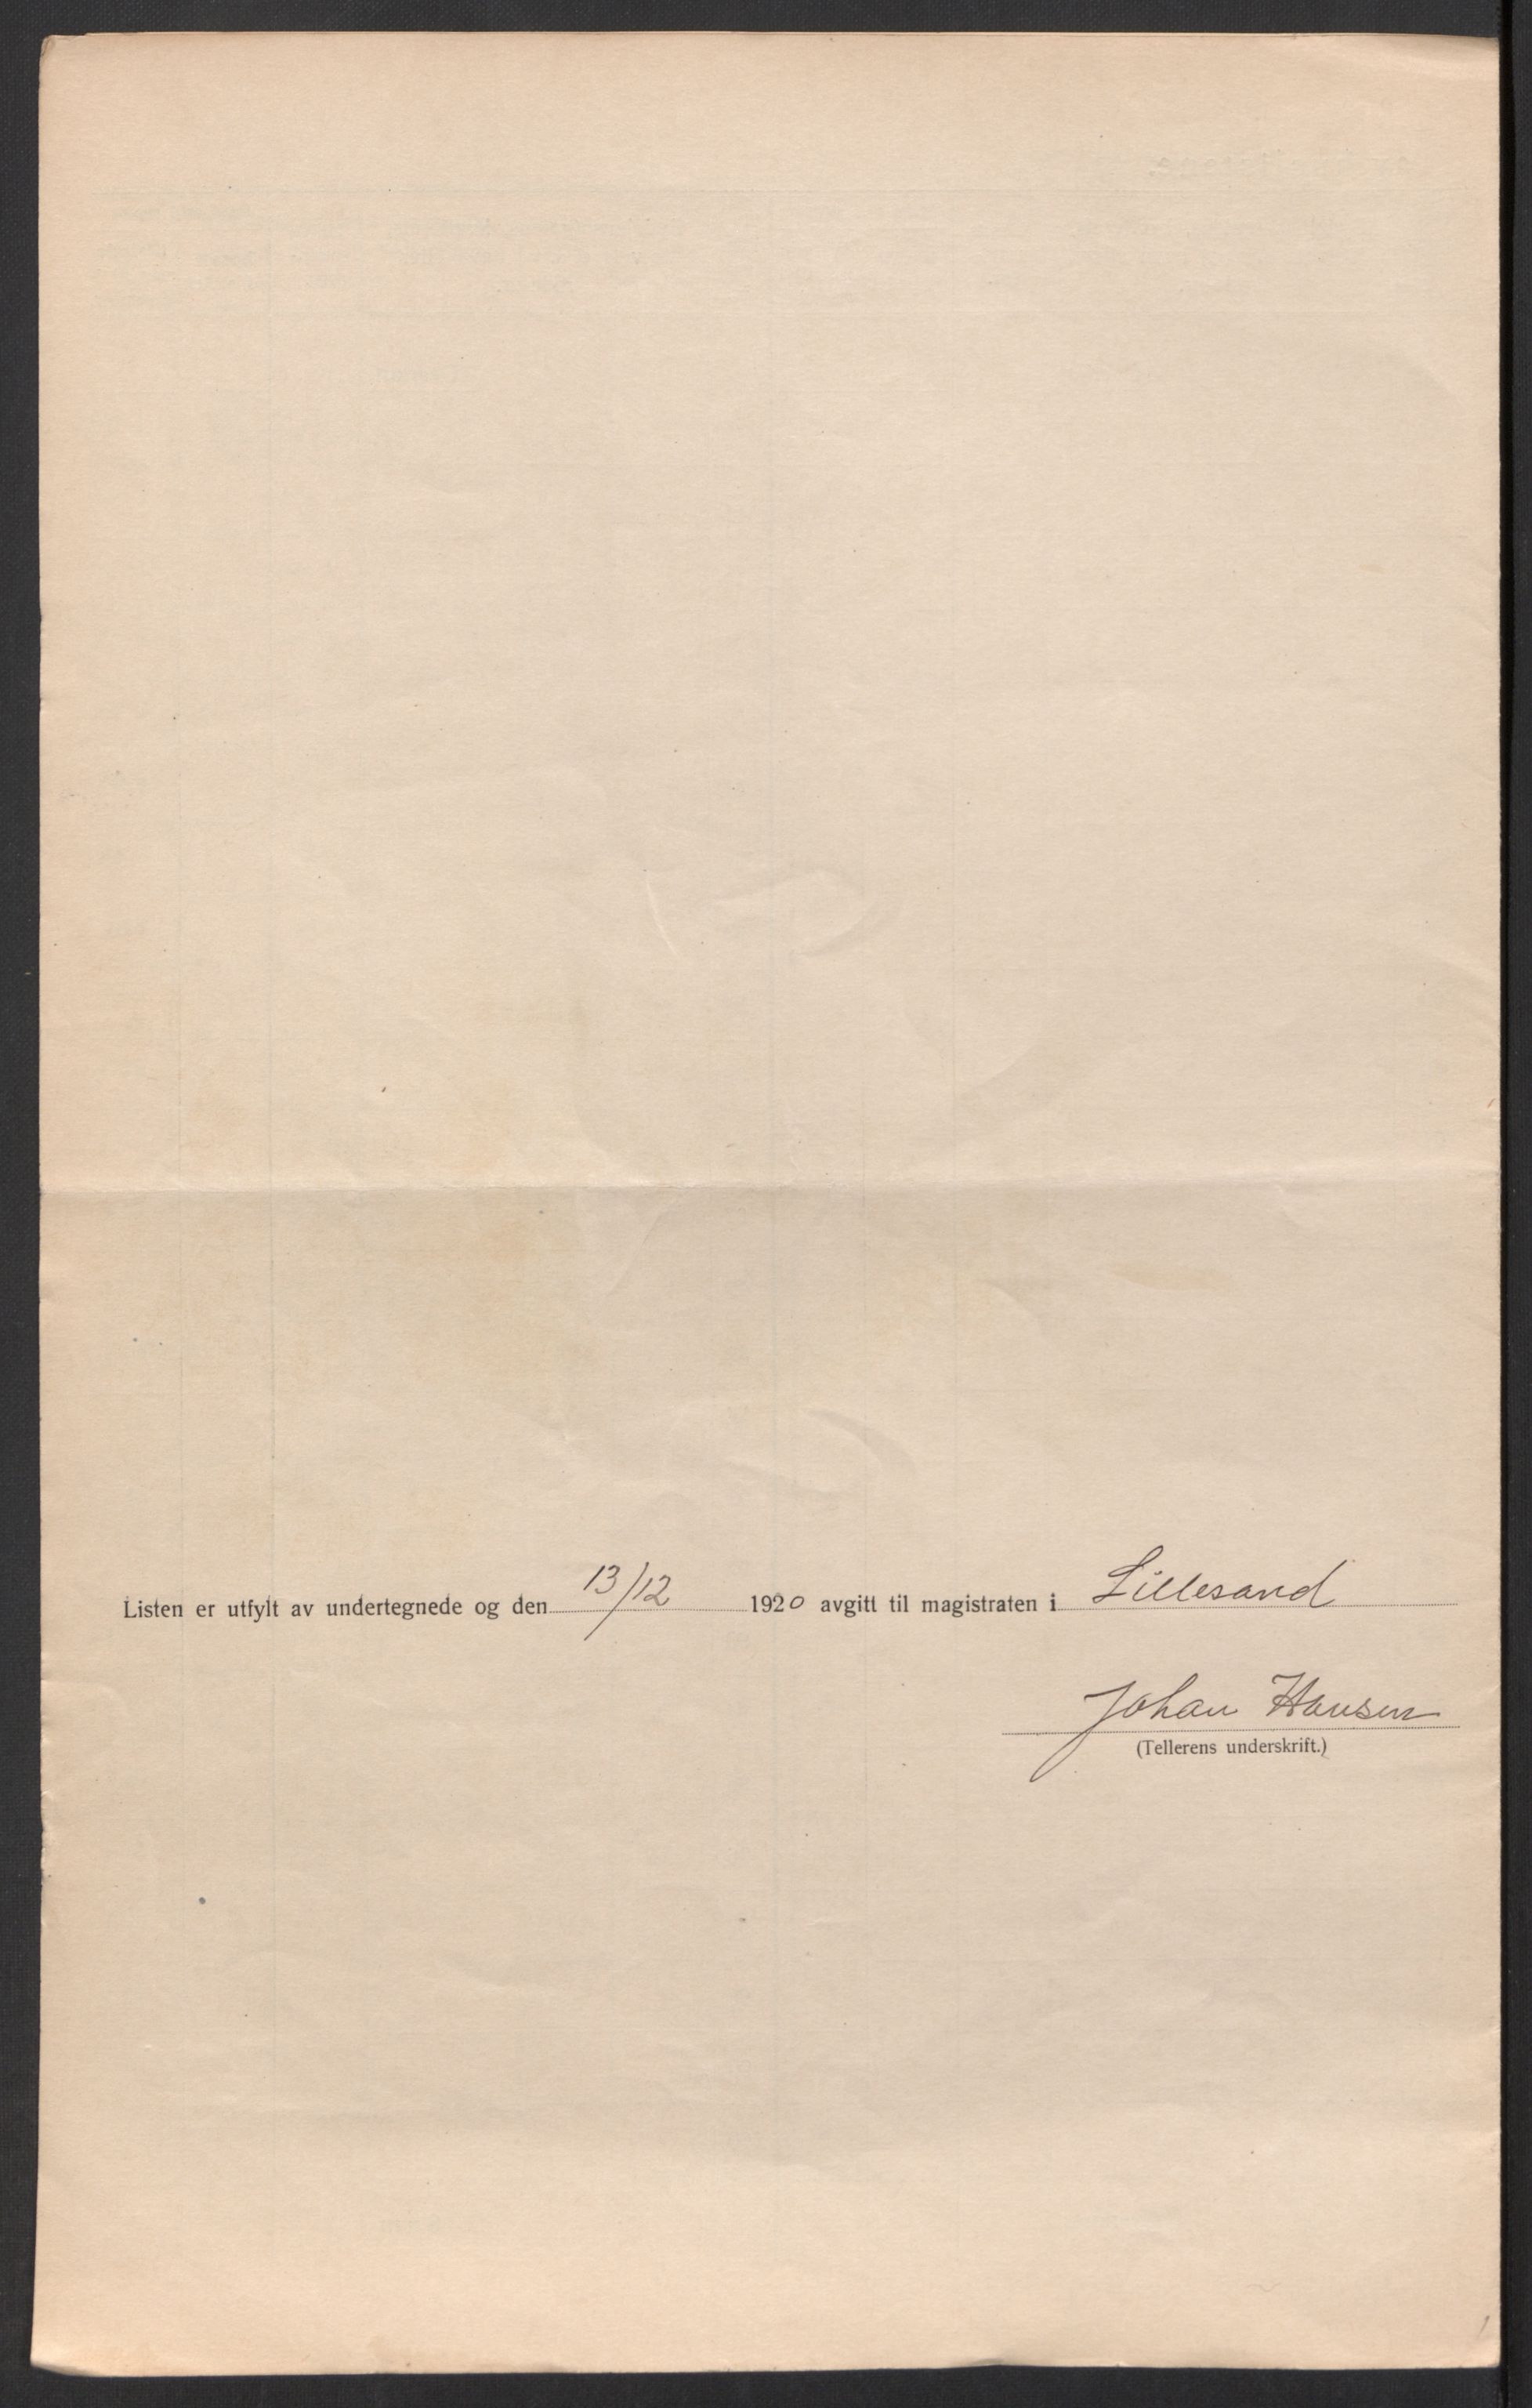 Listen er utfylt av undertegnede og den 13/12 1920 avgitt til magistraten i Lillesand
Johan Hansen
(Tellerens underskrift.)